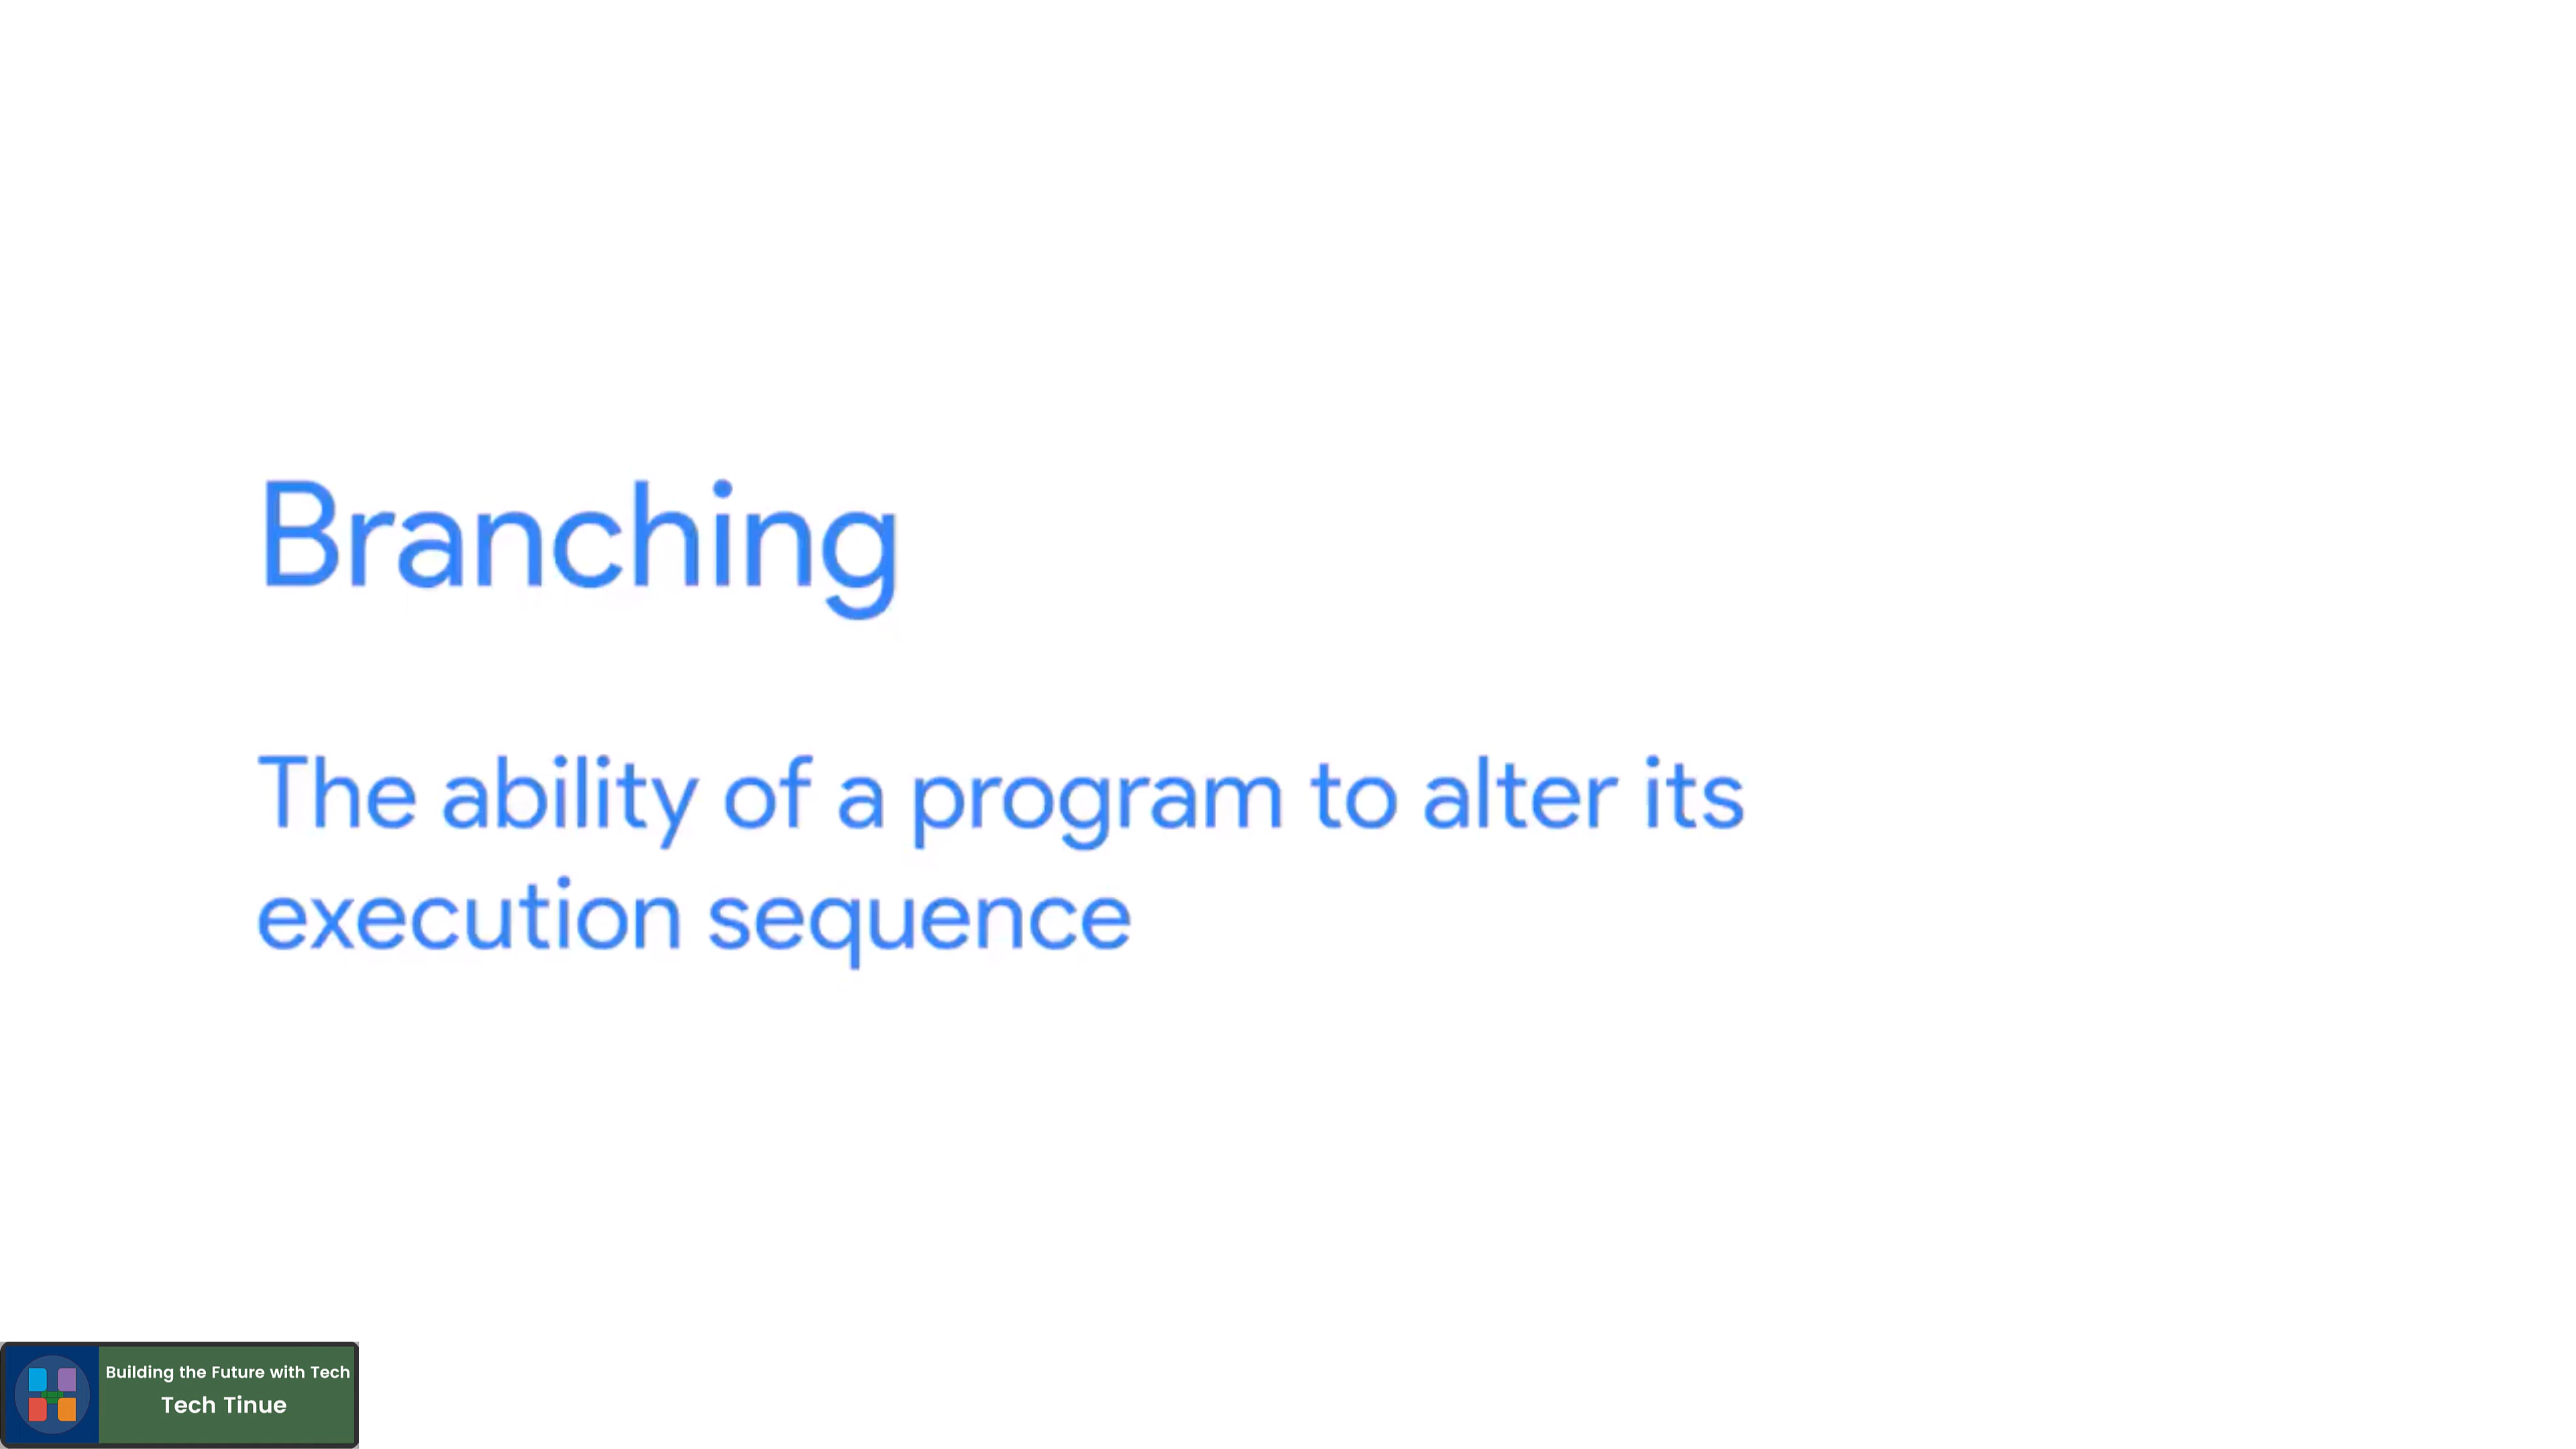 Branching
The ability of a program to alter its
execution sequence
Building the Future with Tech
Tech Tinue